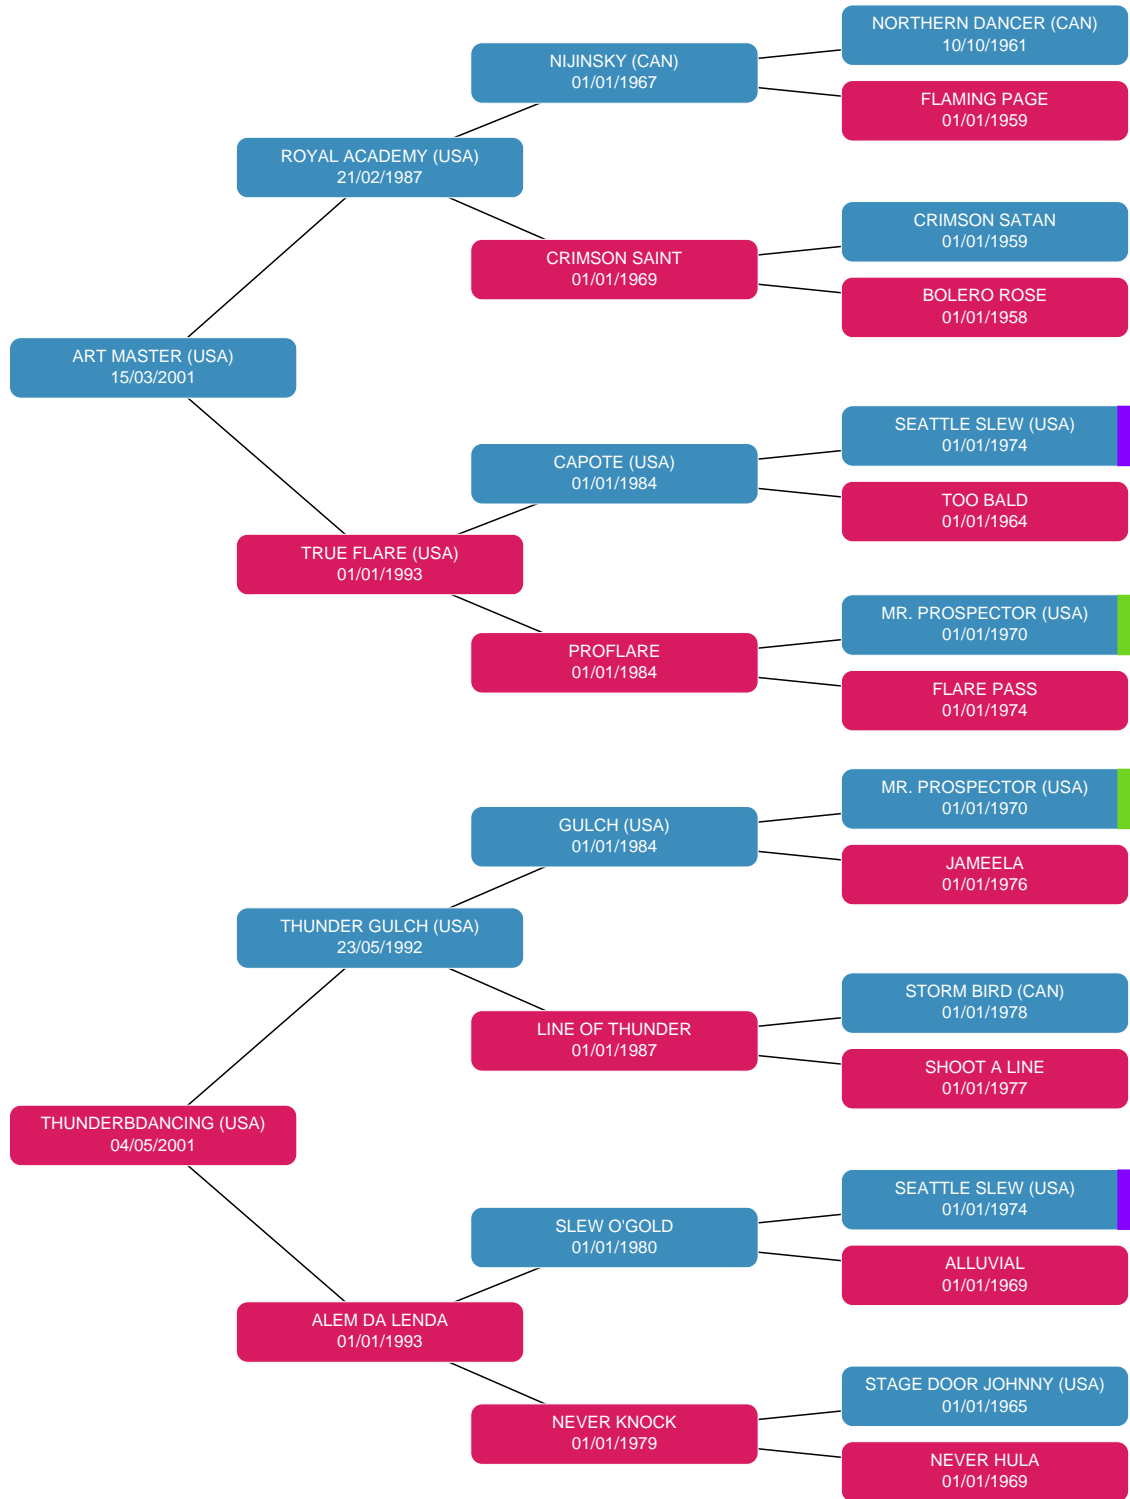 NORTHERN DANCER (CAN)
10/10/1961
NIJINSKY (CAN)
01/01/1967
FLAMING PAGE
01/01/1959
ROYAL ACADEMY (USA)
21/02/1987
CRIMSON SATAN
01/01/1959
CRIMSON SAINT
01/01/1969
BOLERO ROSE
01/01/1958
ART MASTER (USA)
15/03/2001
SEATTLE SLEW (USA)
01/01/1974
CAPOTE (USA)
01/01/1984
TOO BALD
01/01/1964
TRUE FLARE (USA)
01/01/1993
MR. PROSPECTOR (USA)
01/01/1970
PROFLARE
01/01/1984
FLARE PASS
01/01/1974
MR. PROSPECTOR (USA)
01/01/1970
GULCH (USA)
01/01/1984
JAMEELA
01/01/1976
THUNDER GULCH (USA)
23/05/1992
STORM BIRD (CAN)
01/01/1978
LINE OF THUNDER
01/01/1987
SHOOT A LINE
01/01/1977
THUNDERBDANCING (USA)
04/05/2001
SEATTLE SLEW (USA)
01/01/1974
SLEW O'GOLD
01/01/1980
ALLUVIAL
01/01/1969
ALEM DA LENDA
01/01/1993
STAGE DOOR JOHNNY (USA)
01/01/1965
NEVER KNOCK
01/01/1979
NEVER HULA
01/01/1969